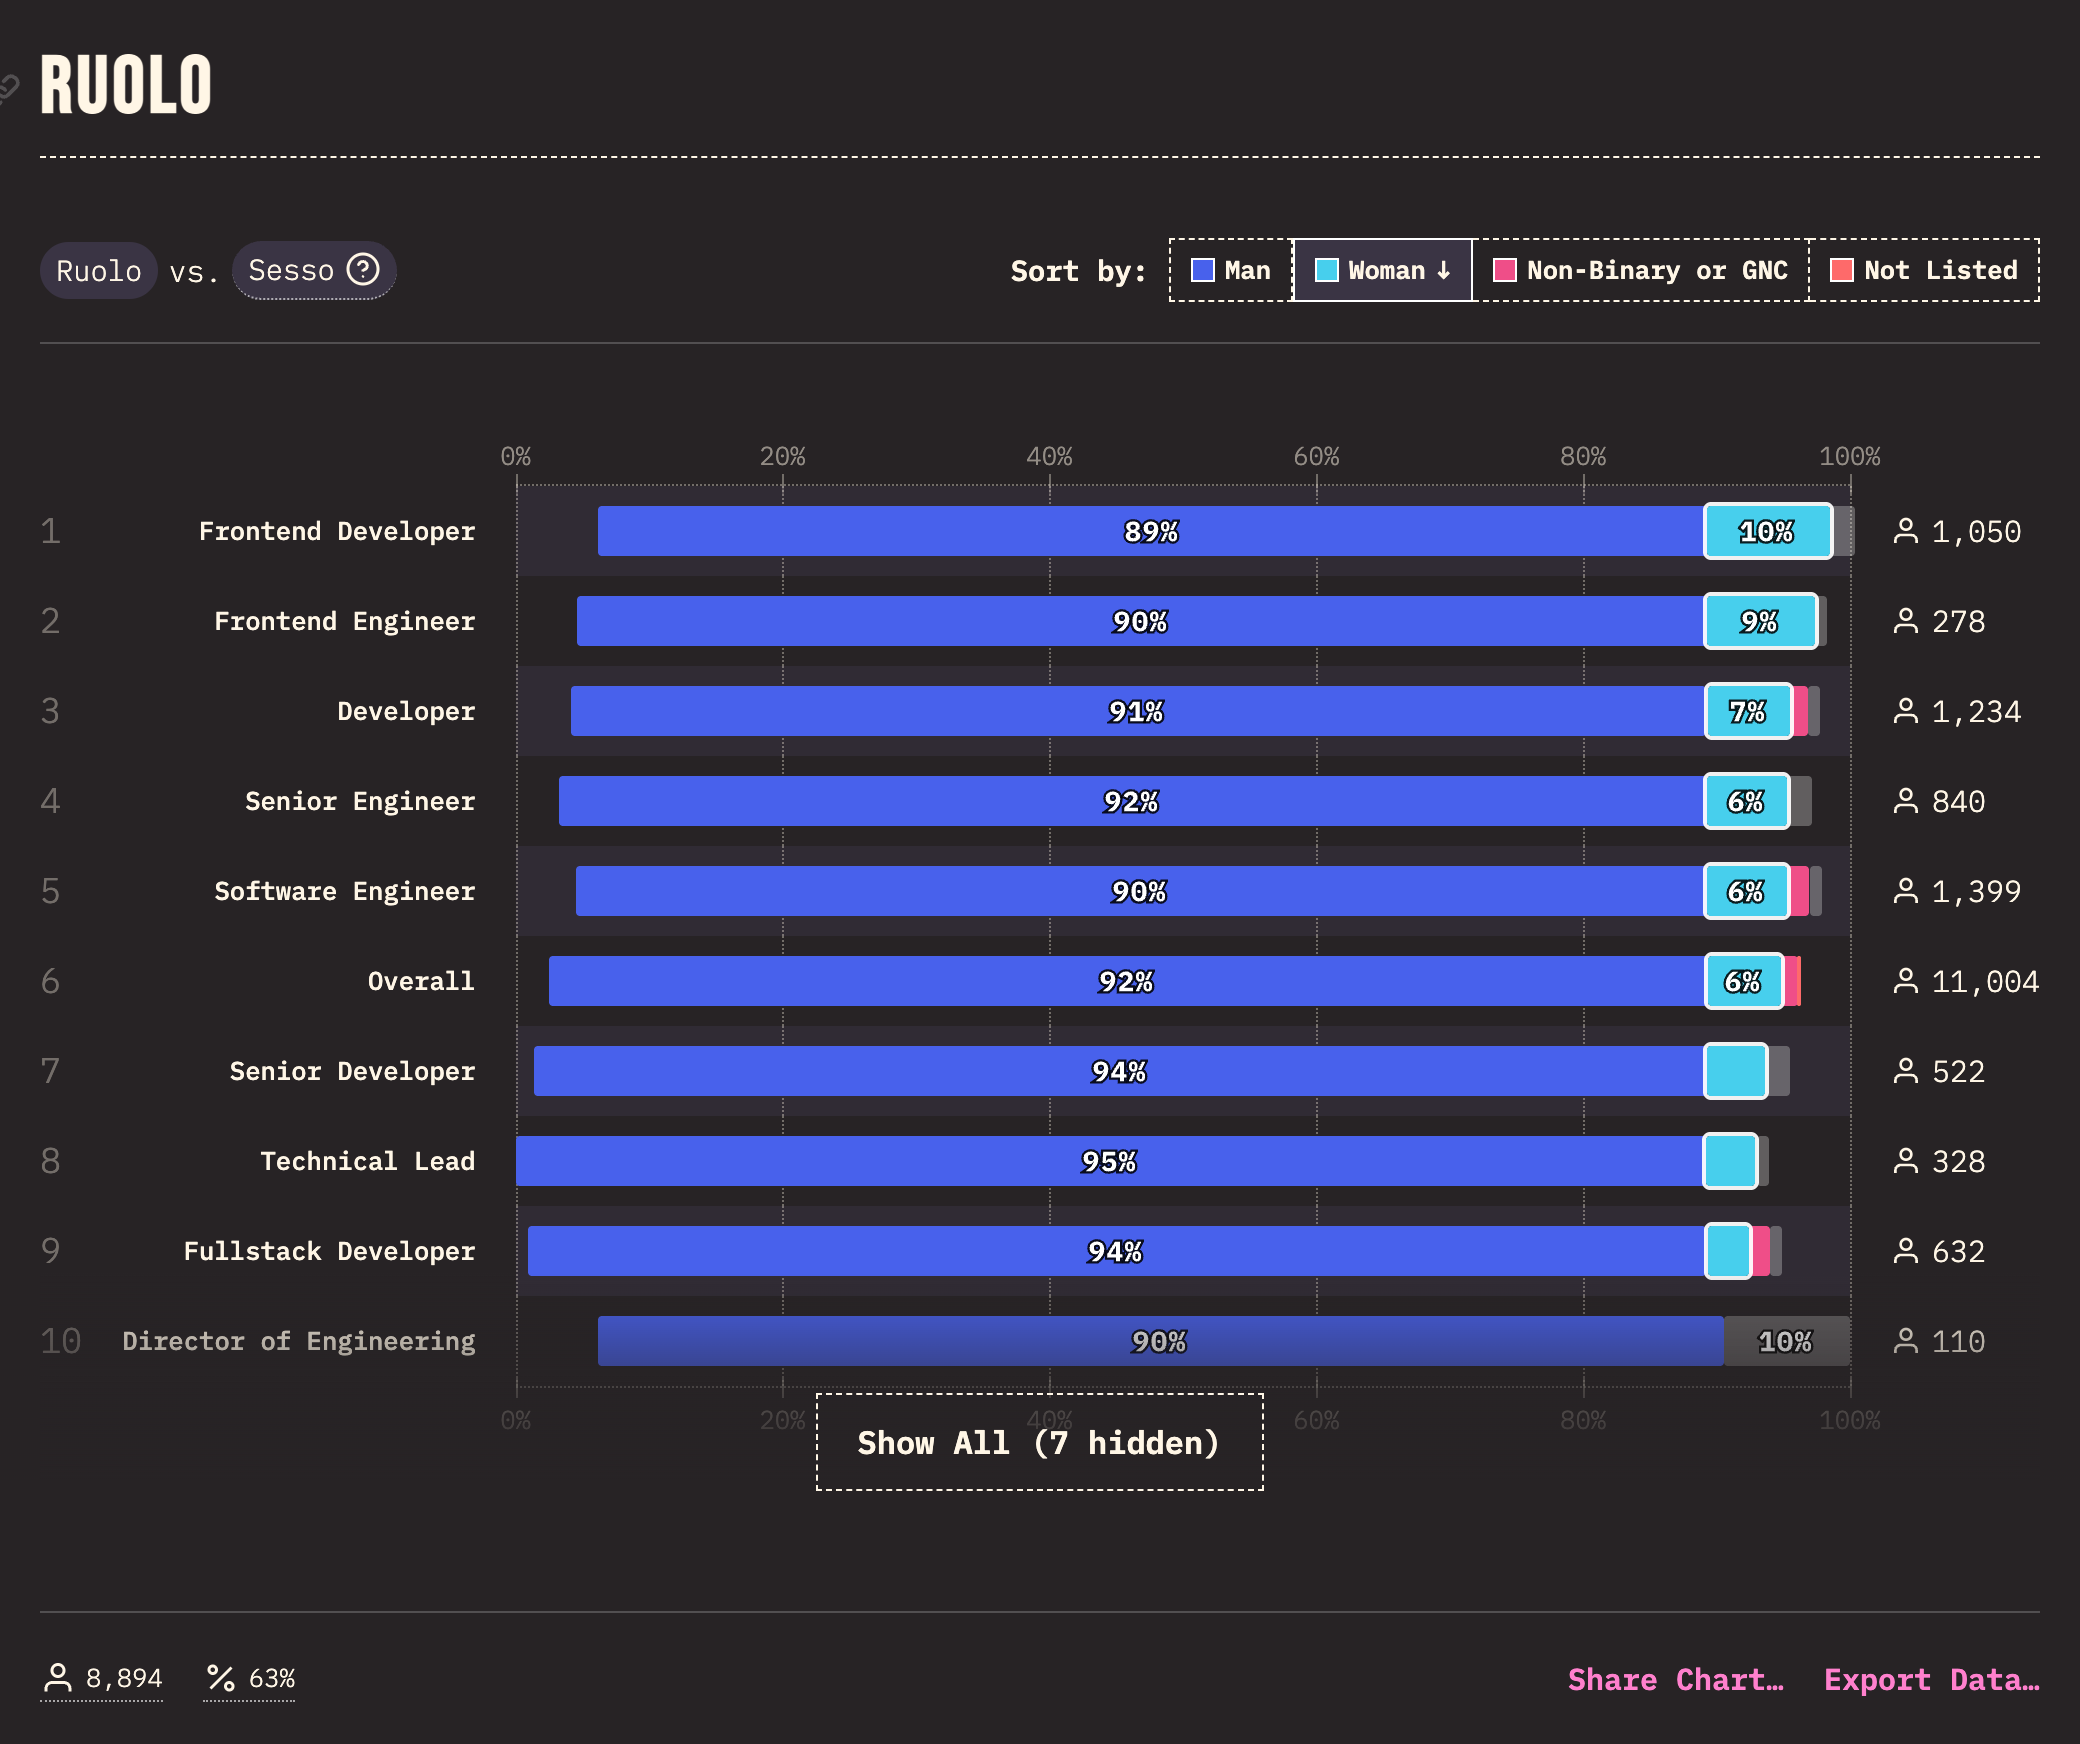 RUOLO
Ruolo vs. Sesso ?
Sort by: Man Woman ↓ Non-Binary or GNC Not Listed
0% 20% 40% 60% 80% 100%
1 Frontend Developer 89% 10% 1,050
2 Frontend Engineer 90% 9% 278
3 Developer 91% 7% 1,234
4 Senior Engineer 92% 6% 840
5 Software Engineer 90% 6% 1,399
6 Overall 92% 6% 11,004
7 Senior Developer 94% 522
8 Technical Lead 95% 328
9 Fullstack Developer 94% 632
10 Director of Engineering 90% 10% 110
0% 20% 40% 60% 80% 100%
Show All (7 hidden)
8,894 % 63%
Share Chart… Export Data…